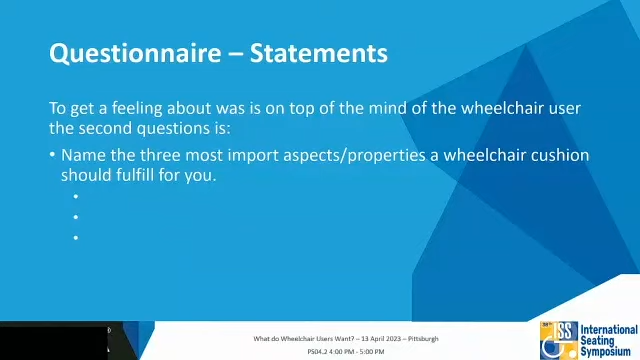 Questionnaire – Statements
To get a feeling about was is on top of the mind of the wheelchair user
the second questions is:
• Name the three most import aspects/properties a wheelchair cushion
should fulfill for you.
•
•
•
What do Wheelchair Users Want? – 13 April 2023 – Pittsburgh
PS04.2 4:00 PM - 5:00 PM
ISS
International
Seating
Symposium